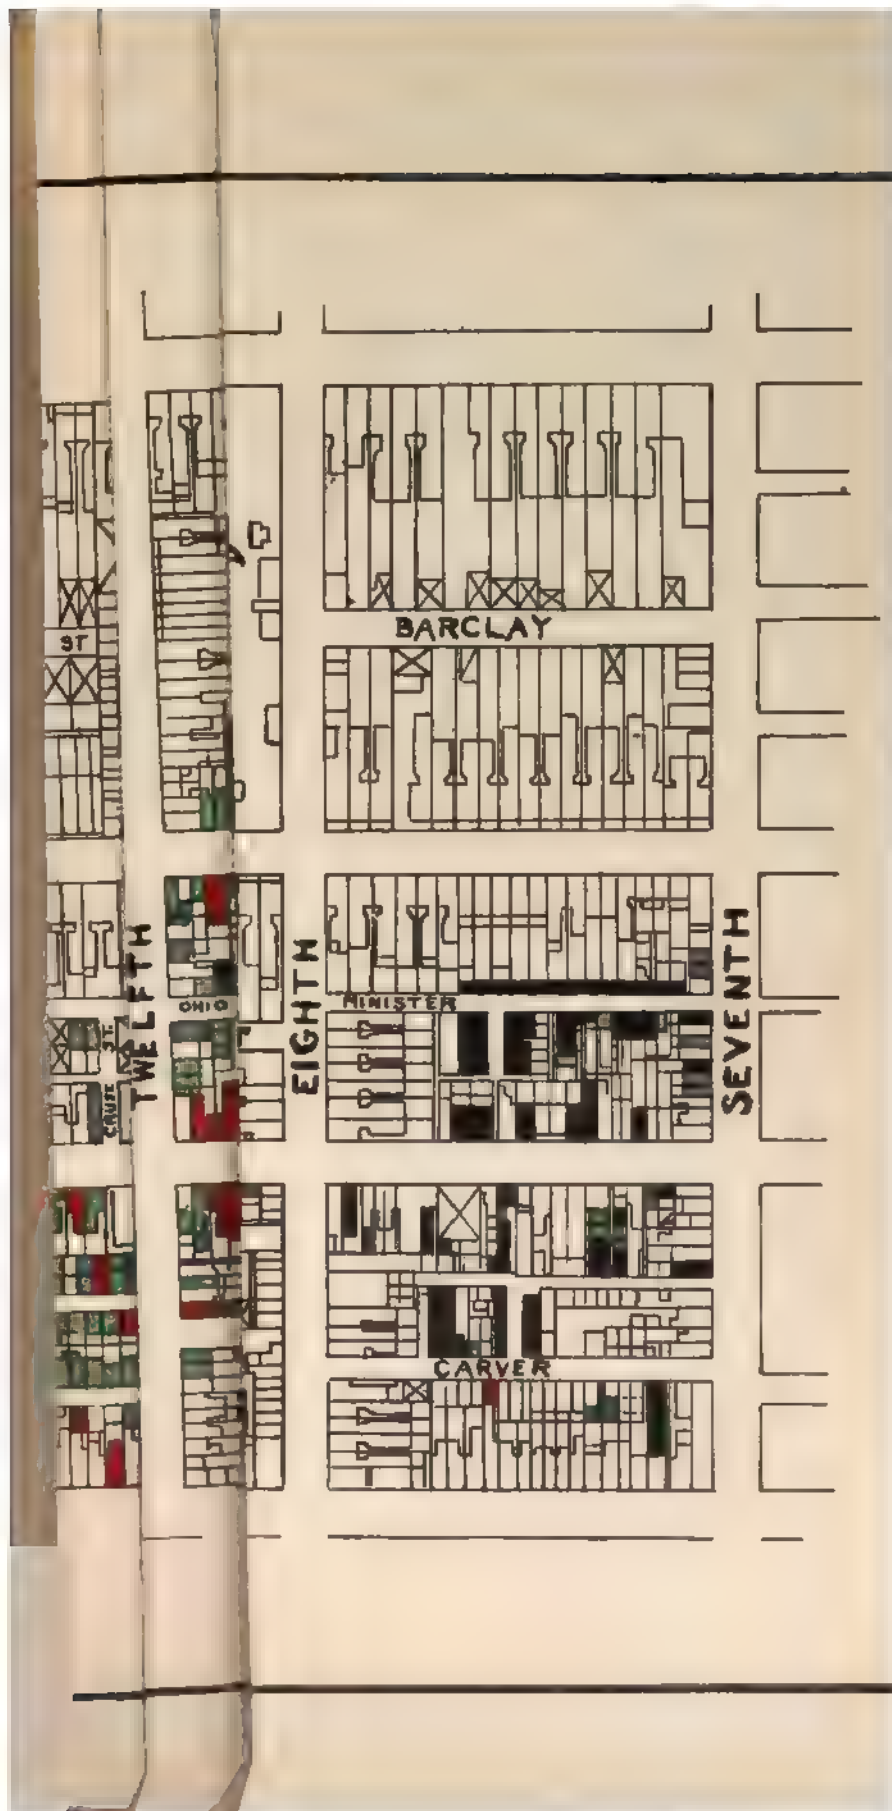 BARCLAY
ST
TWELFTH
EIGHTH
SEVENTH
OHIO
MINISTER
ST.
CRUSE
CARVER